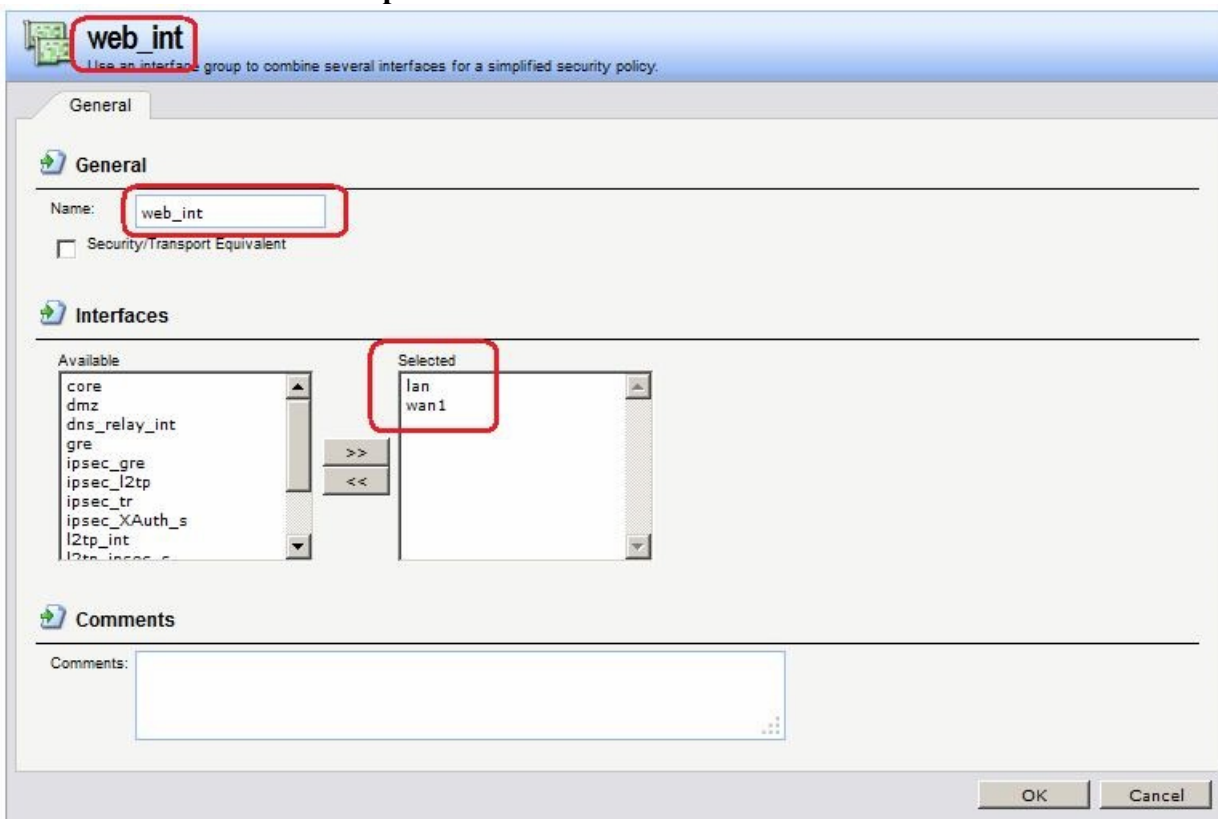 web_int
Use an interface group to combine several interfaces for a simplified security policy.
General
General
Name: web_int
Security/Transport Equivalent
Interfaces
Available
core
dmz
dns_relay_int
gre
ipsec_gre
ipsec_l2tp
ipsec_tr
ipsec_XAuth_s
l2tp_int
l2tp_ipsec_s
>>
<<
Selected
lan
wan1
Comments
Comments:
OK Cancel